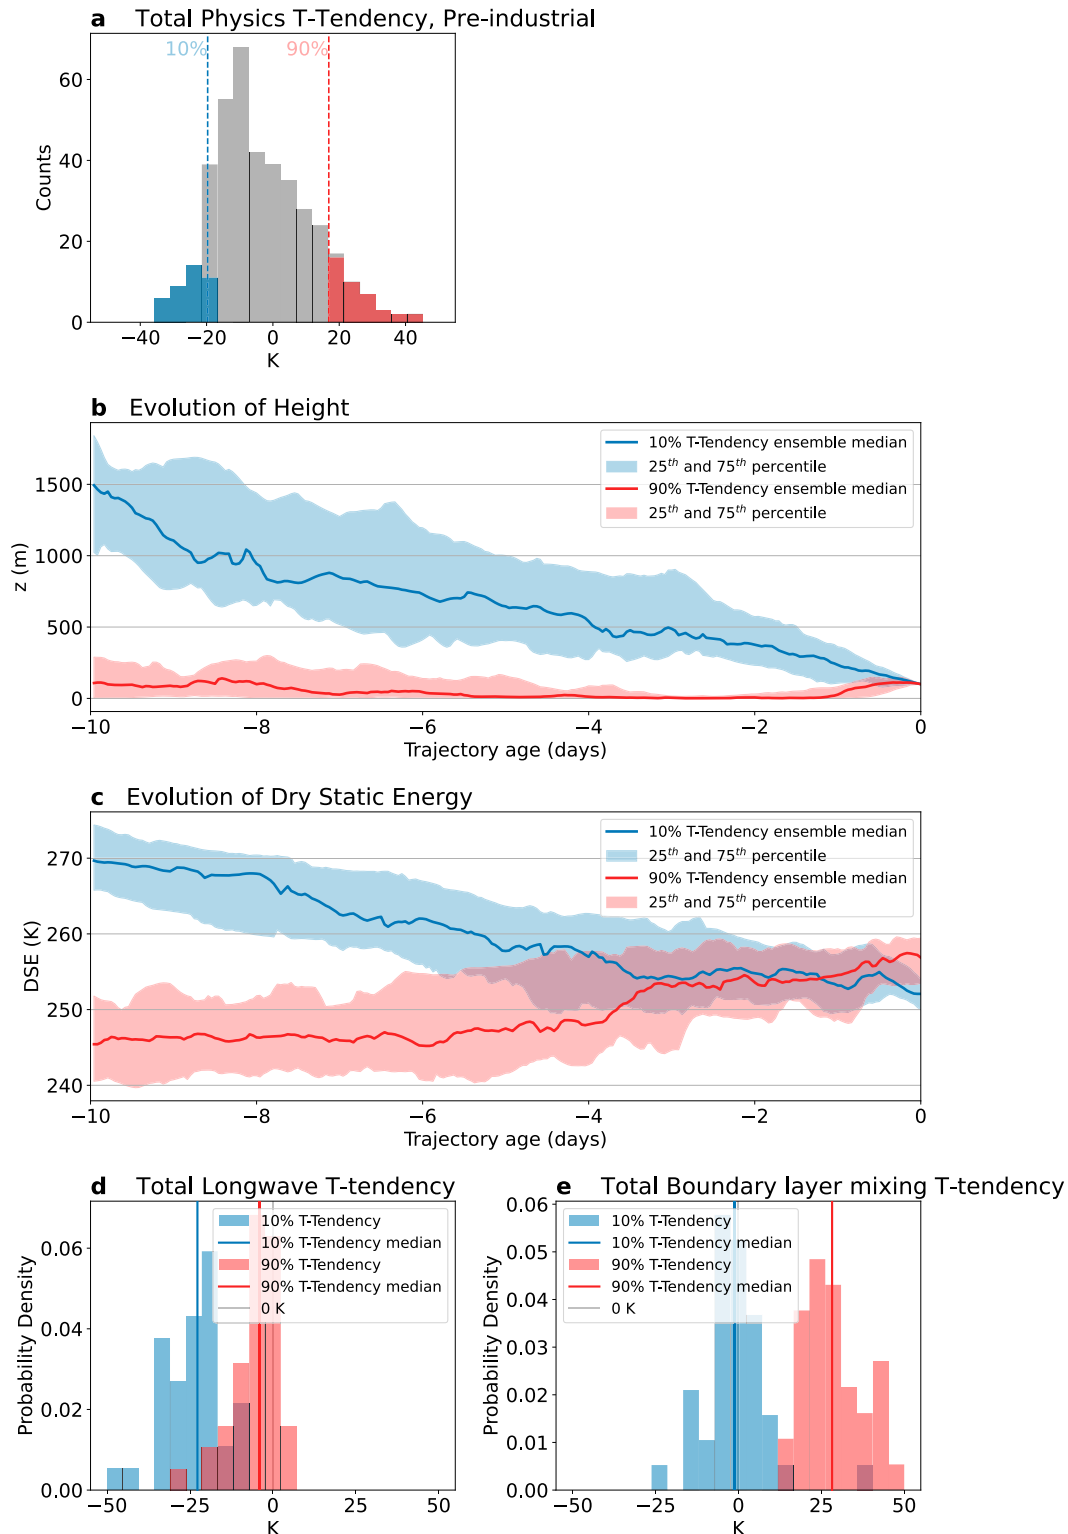 a Total Physics T-Tendency, Pre-industrial
10%
90%
60
40
20
0
Counts
−40 −20 0 20 40
K
b Evolution of Height
10% T-Tendency ensemble median
25th and 75th percentile
90% T-Tendency ensemble median
25th and 75th percentile
1500
1000
500
0
z (m)
−10 −8 −6 −4 −2 0
Trajectory age (days)
c Evolution of Dry Static Energy
10% T-Tendency ensemble median
25th and 75th percentile
90% T-Tendency ensemble median
25th and 75th percentile
270
260
250
240
DSE (K)
−10 −8 −6 −4 −2 0
Trajectory age (days)
d Total Longwave T-tendency
10% T-Tendency
10% T-Tendency median
90% T-Tendency
90% T-Tendency median
0 K
0.06
0.04
0.02
0.00
Probability Density
−50 −25 0 25 50
K
e Total Boundary layer mixing T-tendency
10% T-Tendency
10% T-Tendency median
90% T-Tendency
90% T-Tendency median
0 K
0.06
0.05
0.04
0.03
0.02
0.01
0.00
Probability Density
−50 −25 0 25 50
K